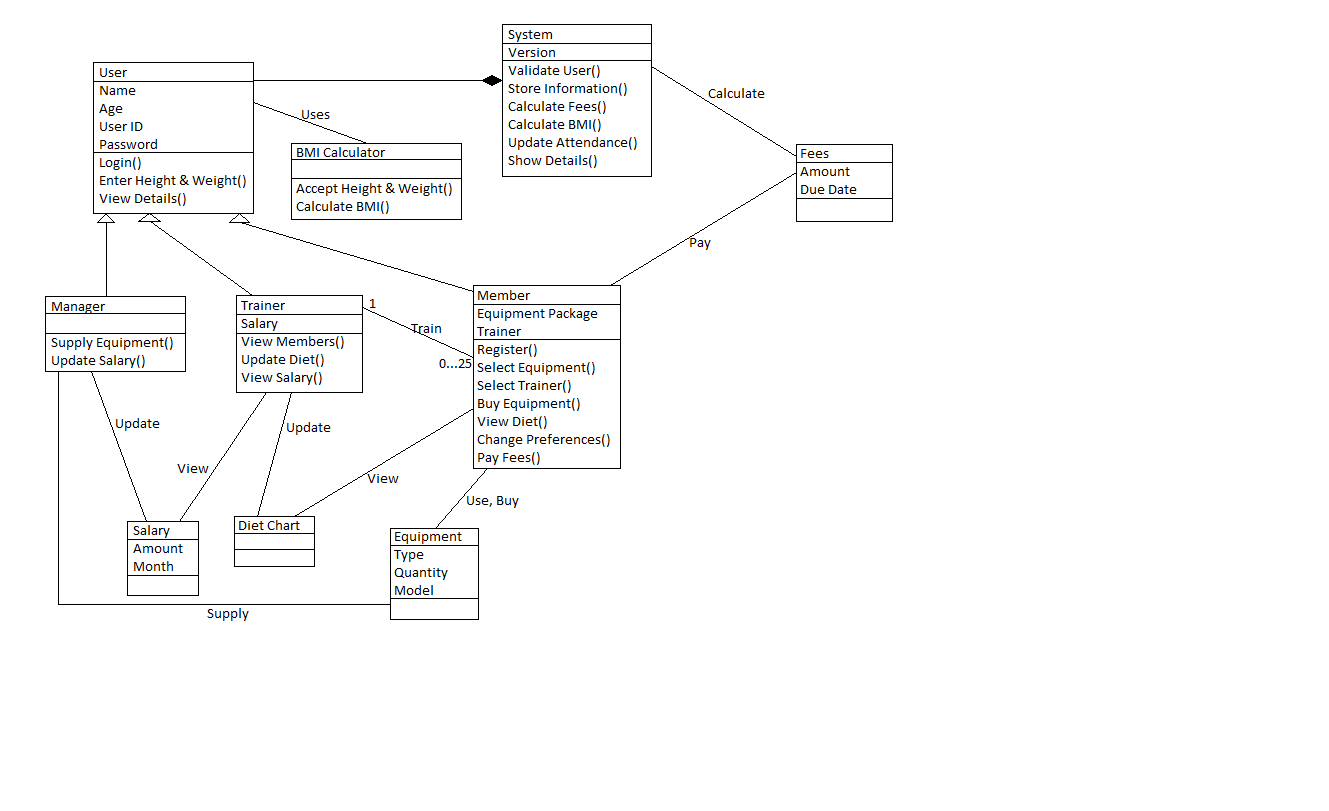 System
Version
Validate User()
Store Information()
Calculate Fees()
Calculate BMI()
Update Attendance()
Show Details()
User
Name
Age
User ID
Password
Login()
Enter Height & Weight()
View Details()
Uses
BMI Calculator
Accept Height & Weight()
Calculate BMI()
Calculate
Fees
Amount
Due Date
Pay
Manager
Supply Equipment()
Update Salary()
Trainer
Salary
View Members()
Update Diet()
View Salary()
1
Train
0...25
Member
Equipment Package
Trainer
Register()
Select Equipment()
Select Trainer()
Buy Equipment()
View Diet()
Change Preferences()
Pay Fees()
Update
View
Update
View
Use, Buy
Salary
Amount
Month
Diet Chart
Equipment
Type
Quantity
Model
Supply